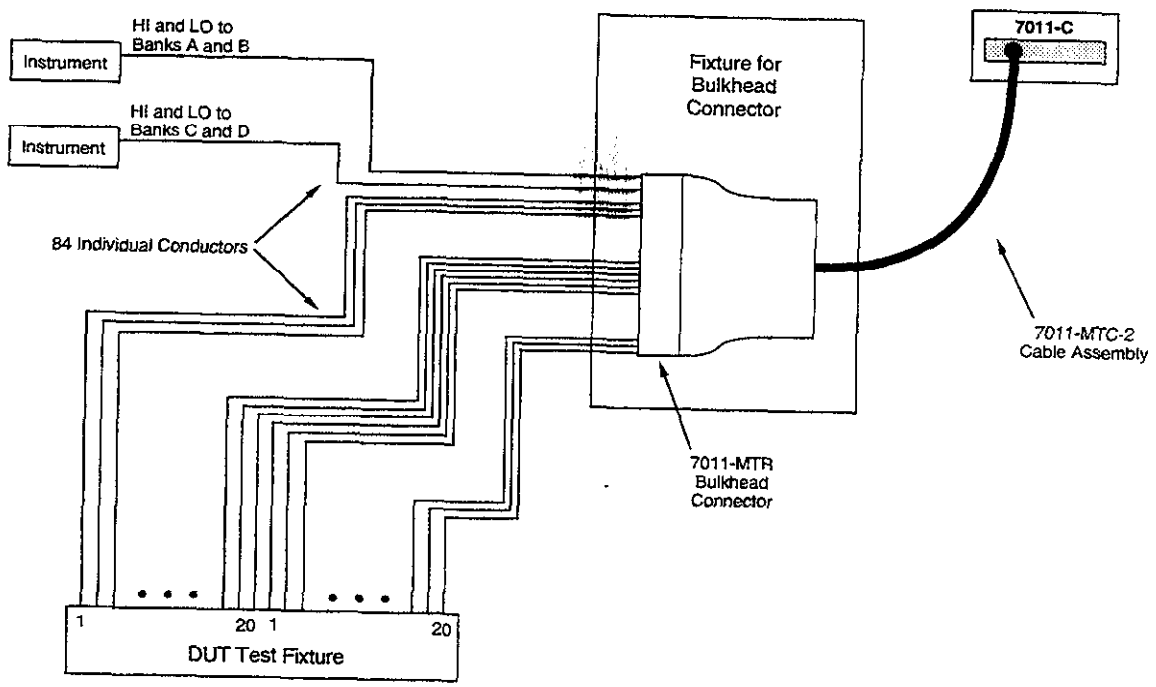 HI and LO to
Banks A and B
Instrument
HI and LO to
Banks C and D
Instrument
84 Individual Conductors
Fixture for
Bulkhead
Connector
7011-C
7011-MTC-2
Cable Assembly
7011-MTR
Bulkhead
Connector
1
20
1
20
DUT Test Fixture